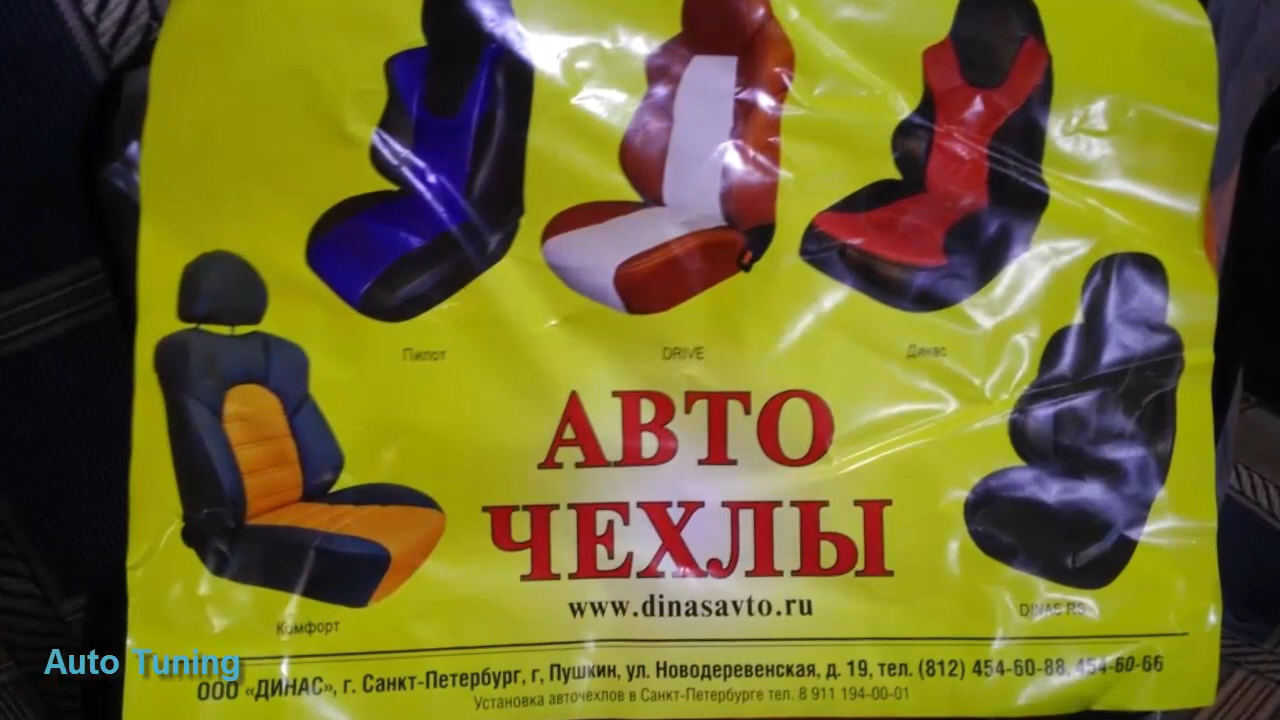 Пилот
DRIVE
Динас
АВТО
ЧЕХЛЫ
www.dinasavto.ru
Комфорт
DINAS RS
Auto Tuning
ООО «ДИНАС», г. Санкт-Петербург, г, Пушкин, ул. Новодеревенская, д. 19, тел. (812) 454-60-88, 454-60-66
Установка авточехлов в Санкт-Петербурге тел. 8 911 194-00-01